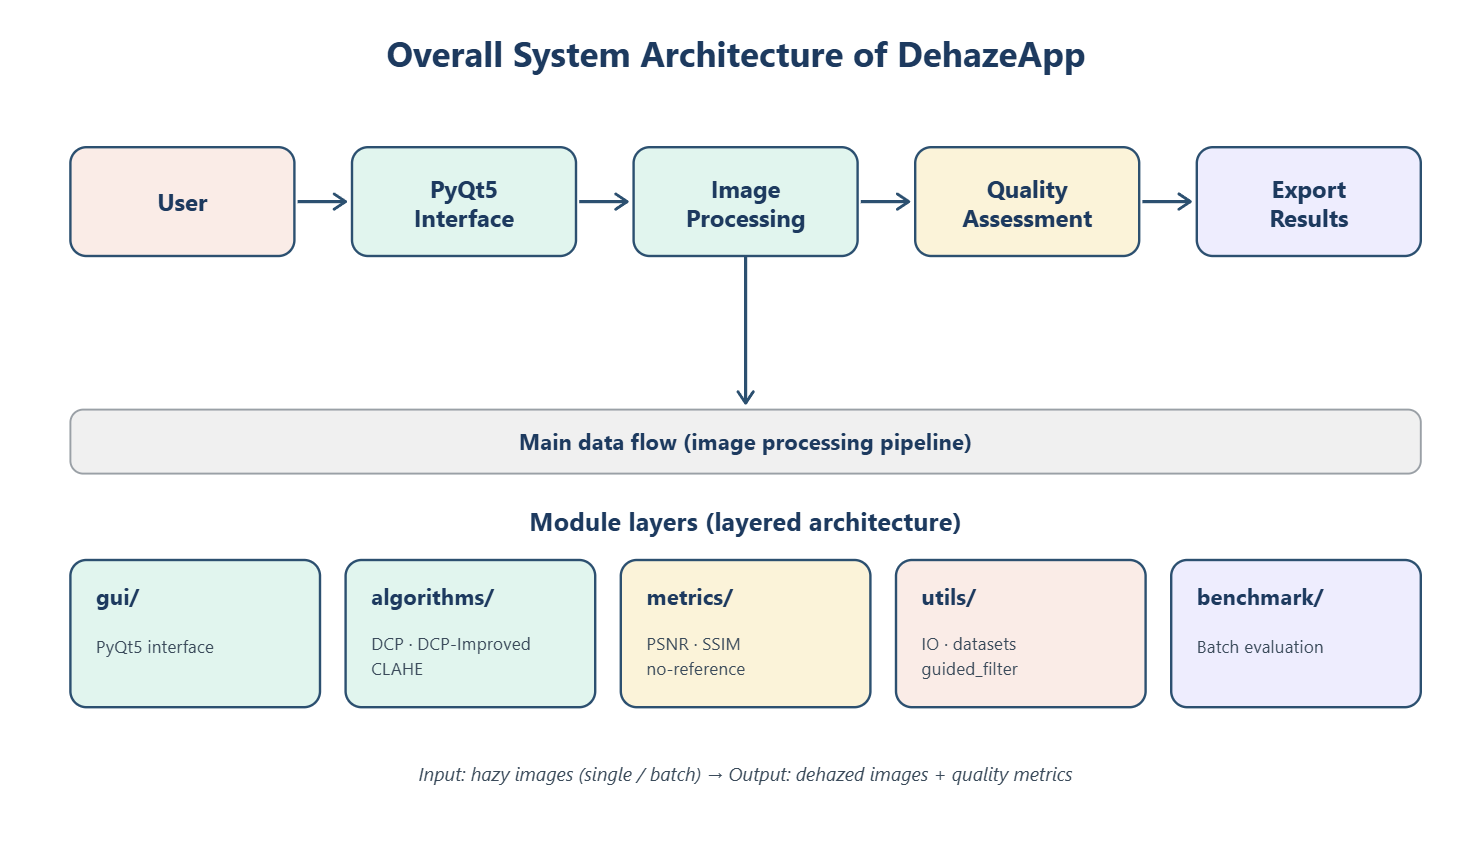 Overall System Architecture of DehazeApp
User
PyQt5
Interface
Image
Processing
Quality
Assessment
Export
Results
Main data flow (image processing pipeline)
Module layers (layered architecture)
gui/
PyQt5 interface
algorithms/
DCP · DCP-Improved
CLAHE
metrics/
PSNR · SSIM
no-reference
utils/
IO · datasets
guided_filter
benchmark/
Batch evaluation
Input: hazy images (single / batch) → Output: dehazed images + quality metrics